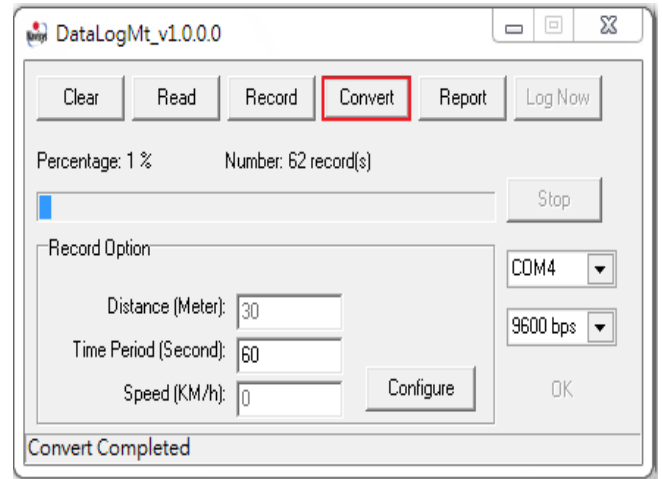 DataLogMt_v1.0.0.0
Clear Read Record Convert Report Log Now
Percentage: 1 % Number: 62 record(s)
Stop
Record Option
COM4
Distance (Meter): 30
9600 bps
Time Period (Second): 60
Speed (KM/h): 0 Configure OK
Convert Completed